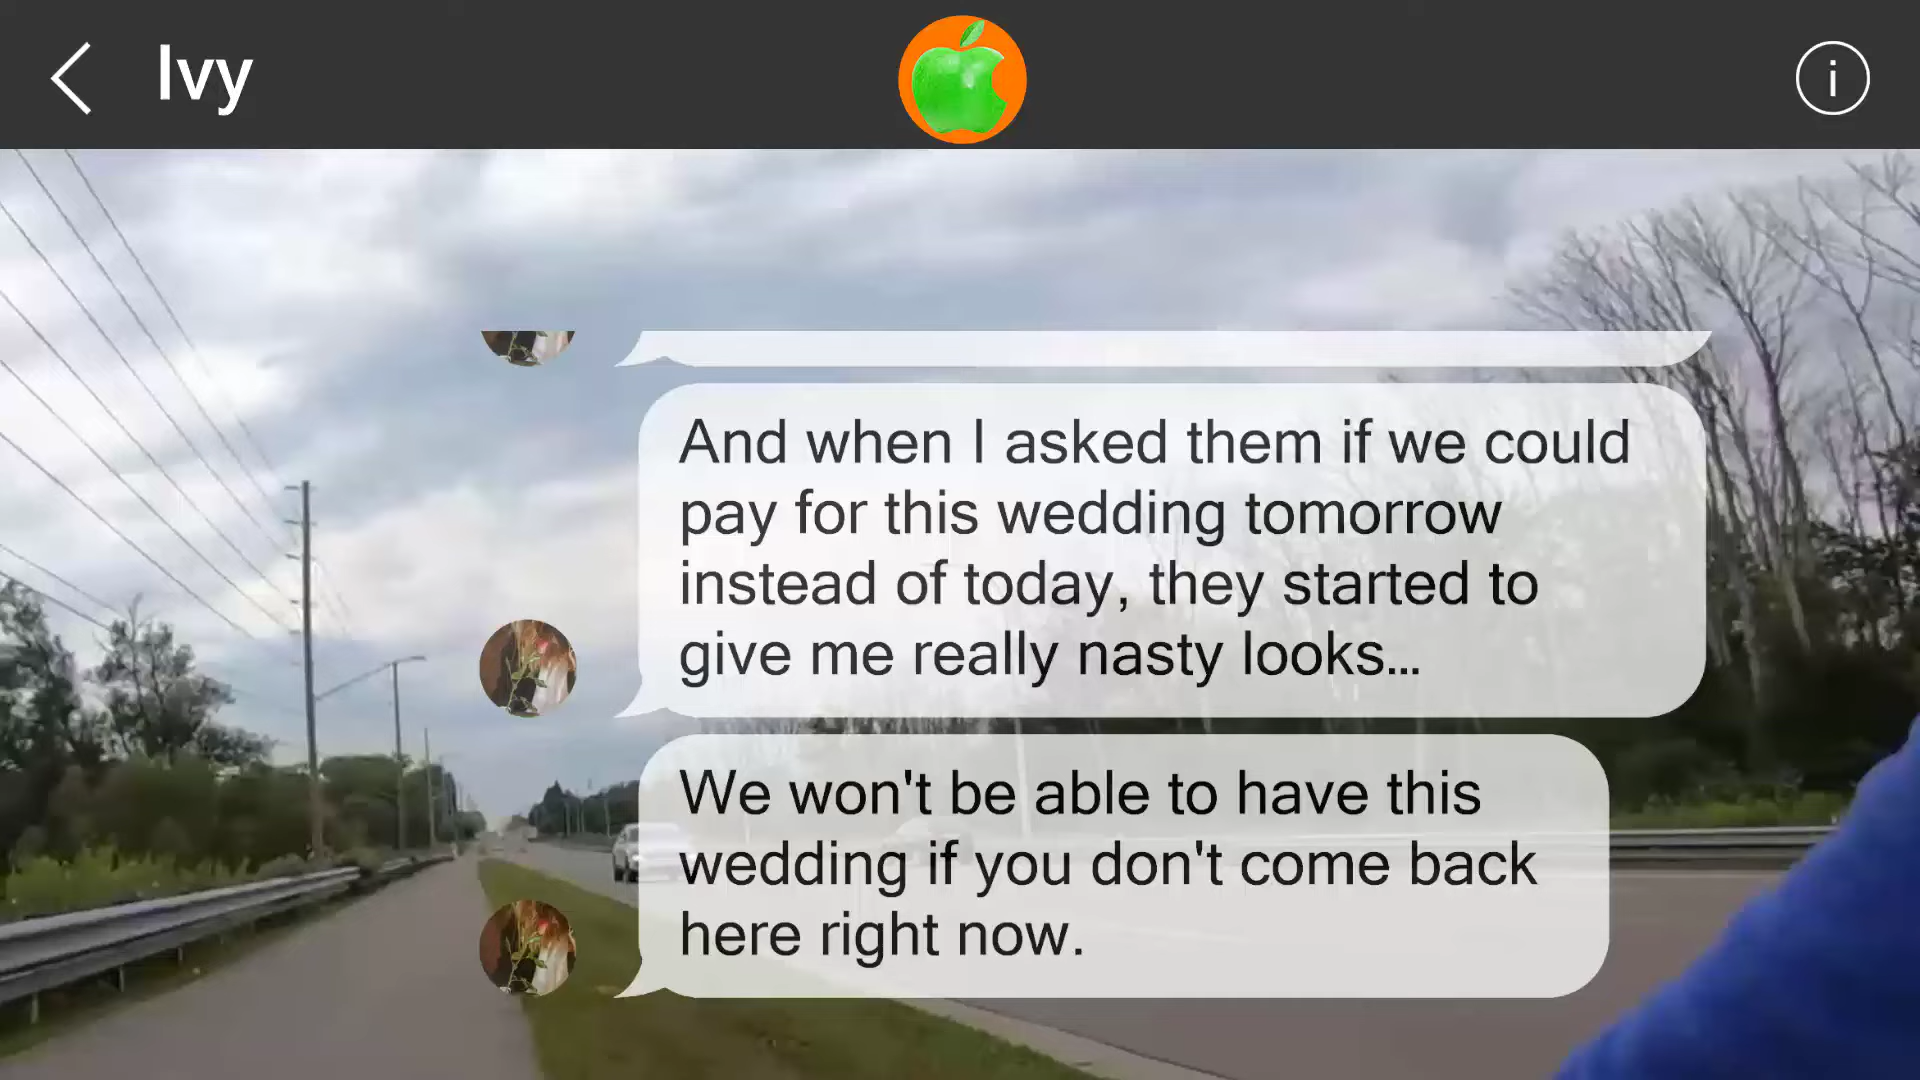 Ivy
And when I asked them if we could
pay for this wedding tomorrow
instead of today, they started to
give me really nasty looks...
We won't be able to have this
wedding if you don't come back
here right now.